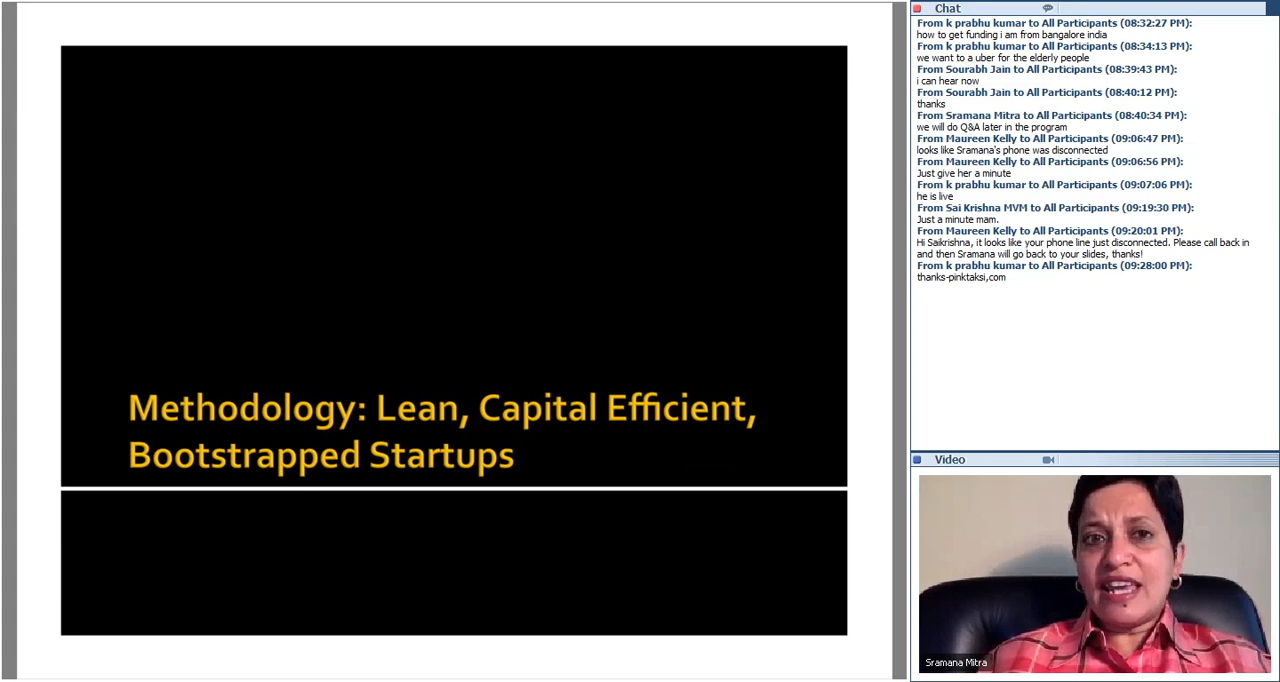 Methodology: Lean, Capital Efficient,
Bootstrapped Startups
Chat
From k prabhu kumar to All Participants (08:32:27 PM):
how to get funding i am from bangalore india
From k prabhu kumar to All Participants (08:34:13 PM):
we want to a uber for the elderly people
From Sourabh Jain to All Participants (08:39:43 PM):
i can hear now
From Sourabh Jain to All Participants (08:40:12 PM):
thanks
From Sramana Mitra to All Participants (08:40:34 PM):
we will do Q&A later in the program
From Maureen Kelly to All Participants (09:06:47 PM):
looks like Sramana's phone was disconnected
From Maureen Kelly to All Participants (09:06:56 PM):
Just give her a minute
From k prabhu kumar to All Participants (09:07:06 PM):
he is live
From Sai Krishna MVM to All Participants (09:19:30 PM):
Just a minute mam.
From Maureen Kelly to All Participants (09:20:01 PM):
Hi Saikrishna, it looks like your phone line just disconnected. Please call back in
and then Sramana will go back to your slides, thanks!
From k prabhu kumar to All Participants (09:28:00 PM):
thanks-pinktaksi,com
Video
Sramana Mitra